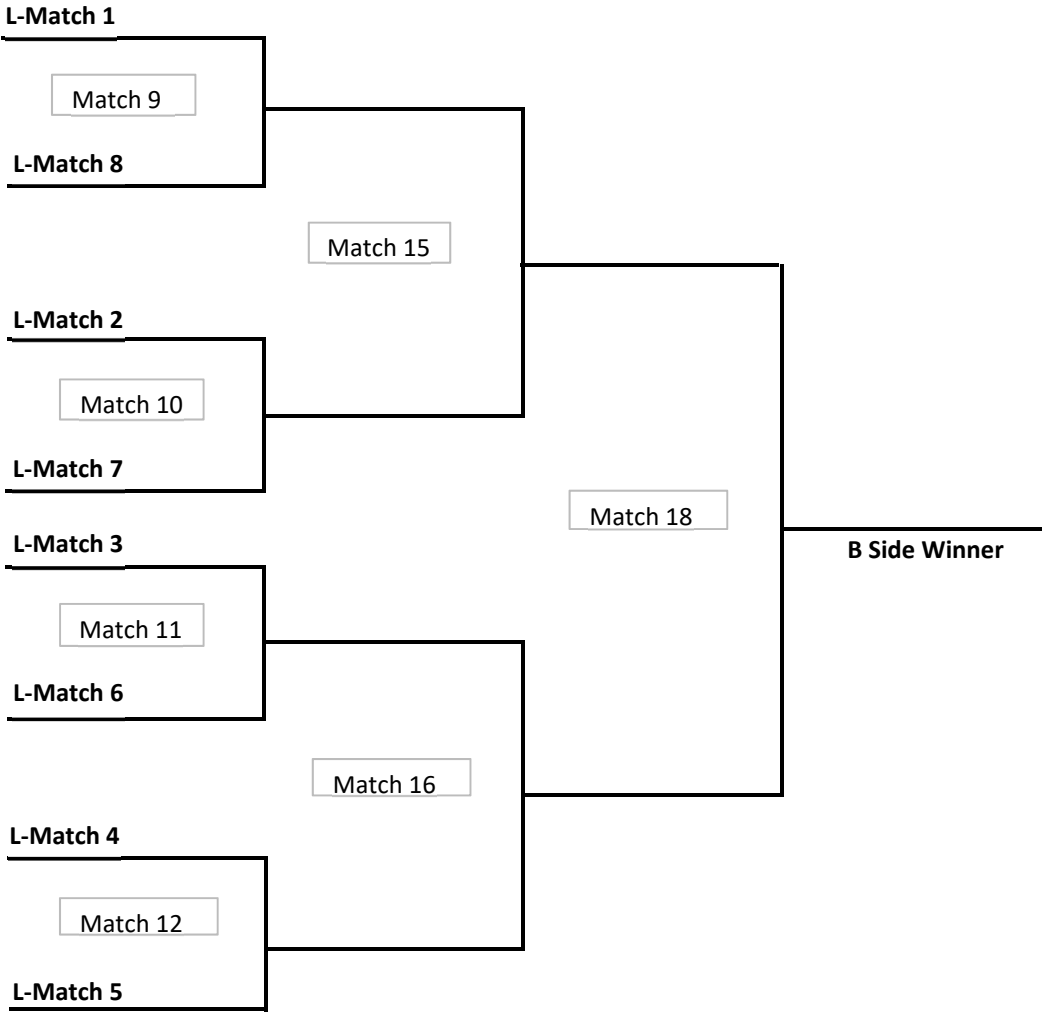 L-Match 1
Match 9
L-Match 8
Match 15
L-Match 2
Match 10
L-Match 7
Match 18
L-Match 3
B Side Winner
Match 11
L-Match 6
Match 16
L-Match 4
Match 12
L-Match 5